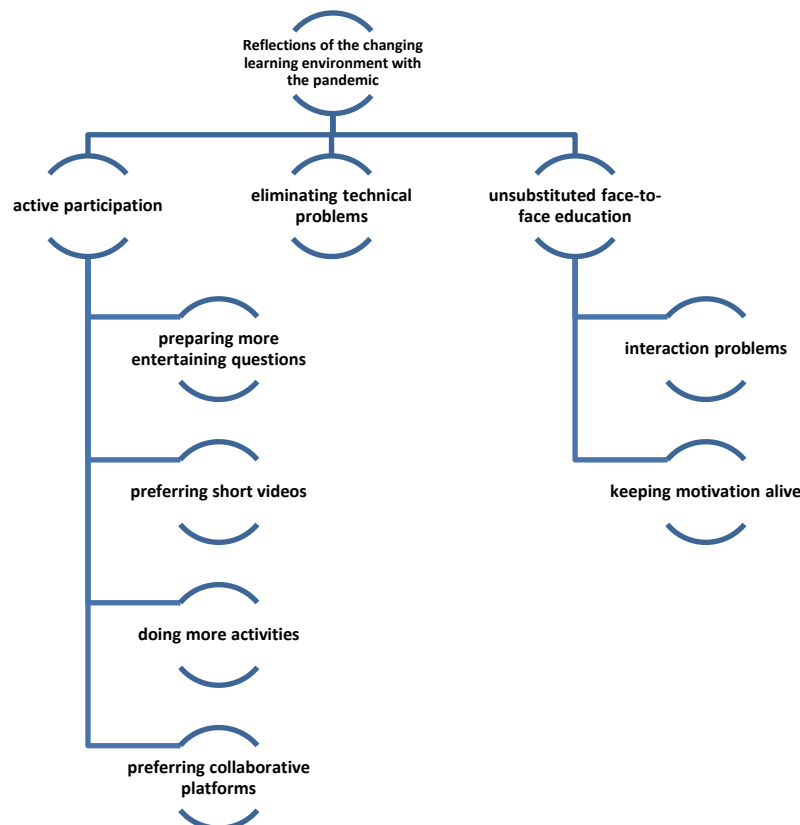 Reflections of the changing
learning environment with
the pandemic
active participation
eliminating technical
problems
unsubstituted face-to-
face education
preparing more
entertaining questions
interaction problems
preferring short videos
keeping motivation alive
doing more activities
preferring collaborative
platforms